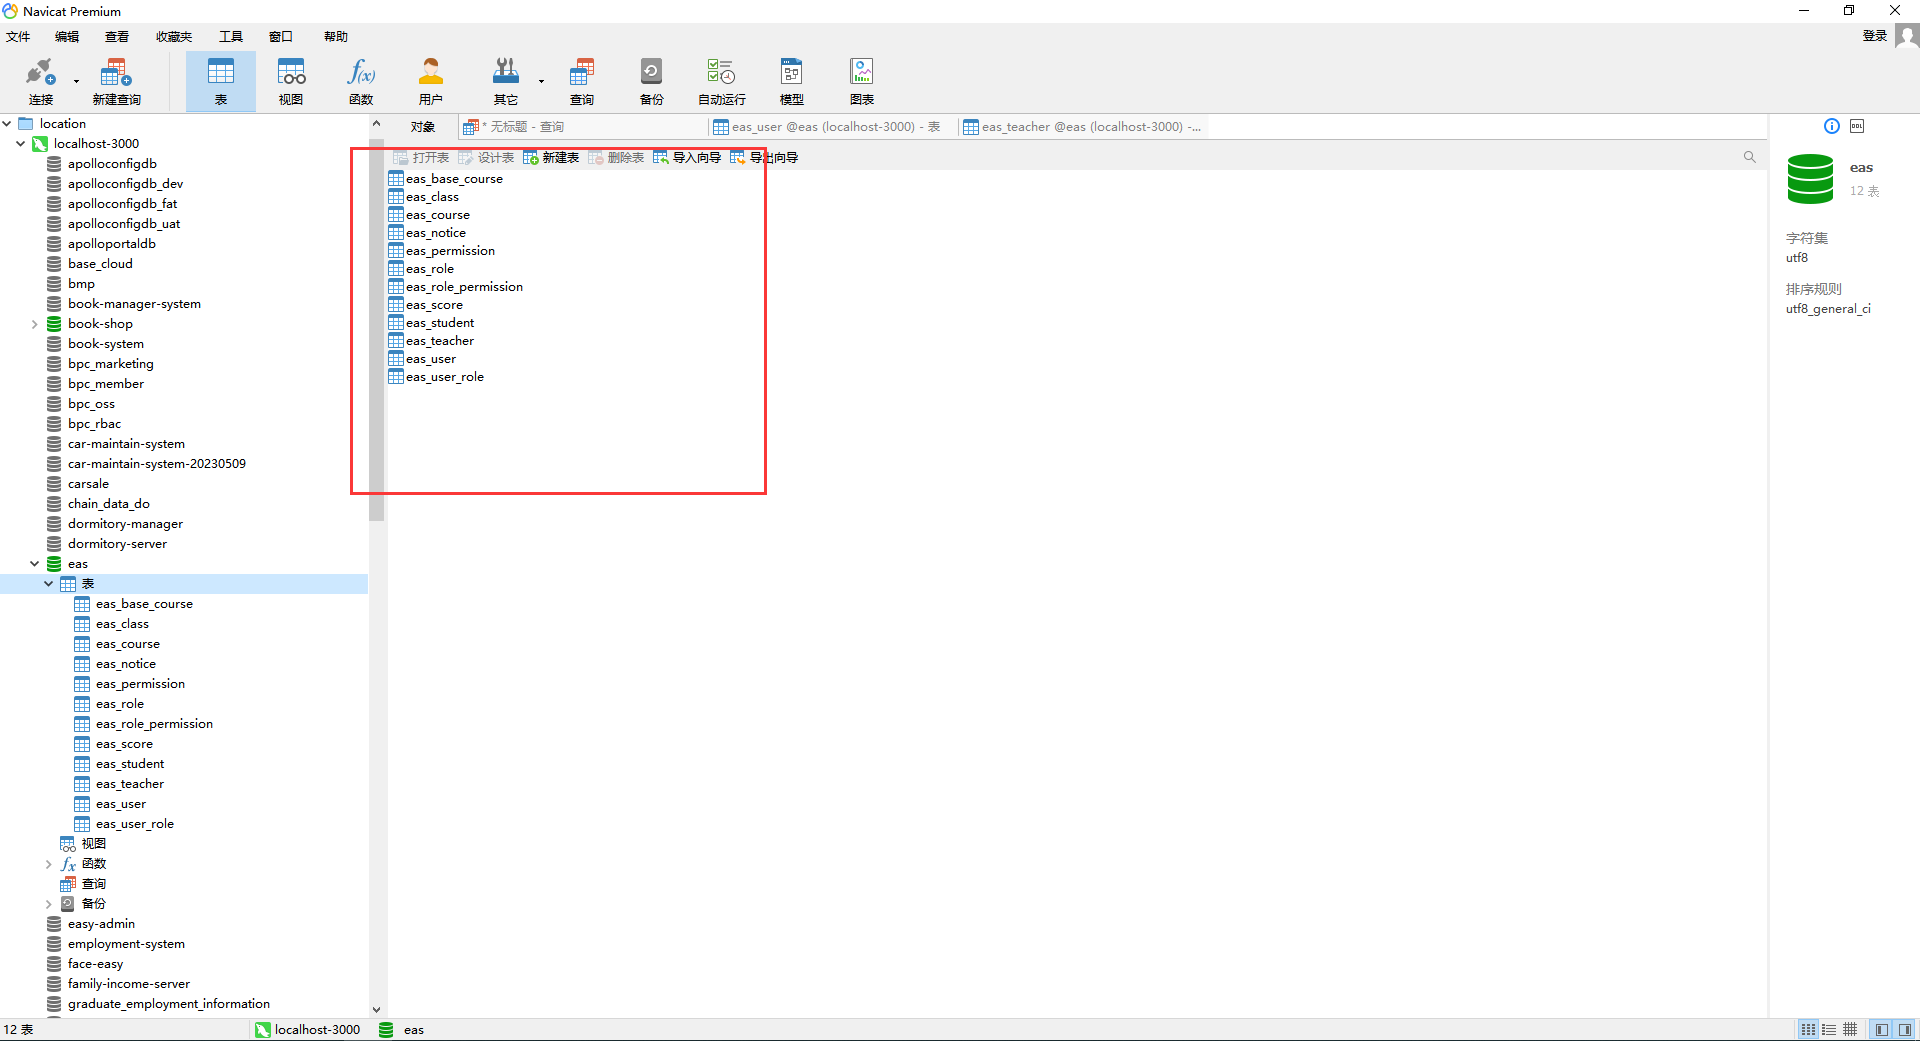 Navicat Premium
文件 编辑 查看 收藏夹 工具 窗口 帮助 登录
连接 新建查询 表 视图 函数 用户 其它 查询 备份 自动运行 模型 图表
对象 * 无标题 - 查询 eas_user @eas (localhost-3000) - 表 eas_teacher @eas (localhost-3000) -...
打开表 设计表 新建表 删除表 导入向导 导出向导
location
localhost-3000
apolloconfigdb
apolloconfigdb_dev
apolloconfigdb_fat
apolloconfigdb_uat
apolloportaldb
base_cloud
bmp
book-manager-system
book-shop
book-system
bpc_marketing
bpc_member
bpc_oss
bpc_rbac
car-maintain-system
car-maintain-system-20230509
carsale
chain_data_do
dormitory-manager
dormitory-server
eas
表
eas_base_course
eas_class
eas_course
eas_notice
eas_permission
eas_role
eas_role_permission
eas_score
eas_student
eas_teacher
eas_user
eas_user_role
视图
函数
查询
备份
easy-admin
employment-system
face-easy
family-income-server
graduate_employment_information
eas_base_course
eas_class
eas_course
eas_notice
eas_permission
eas_role
eas_role_permission
eas_score
eas_student
eas_teacher
eas_user
eas_user_role
DDL
eas
12 表
字符集
utf8
排序规则
utf8_general_ci
12 表 localhost-3000 eas